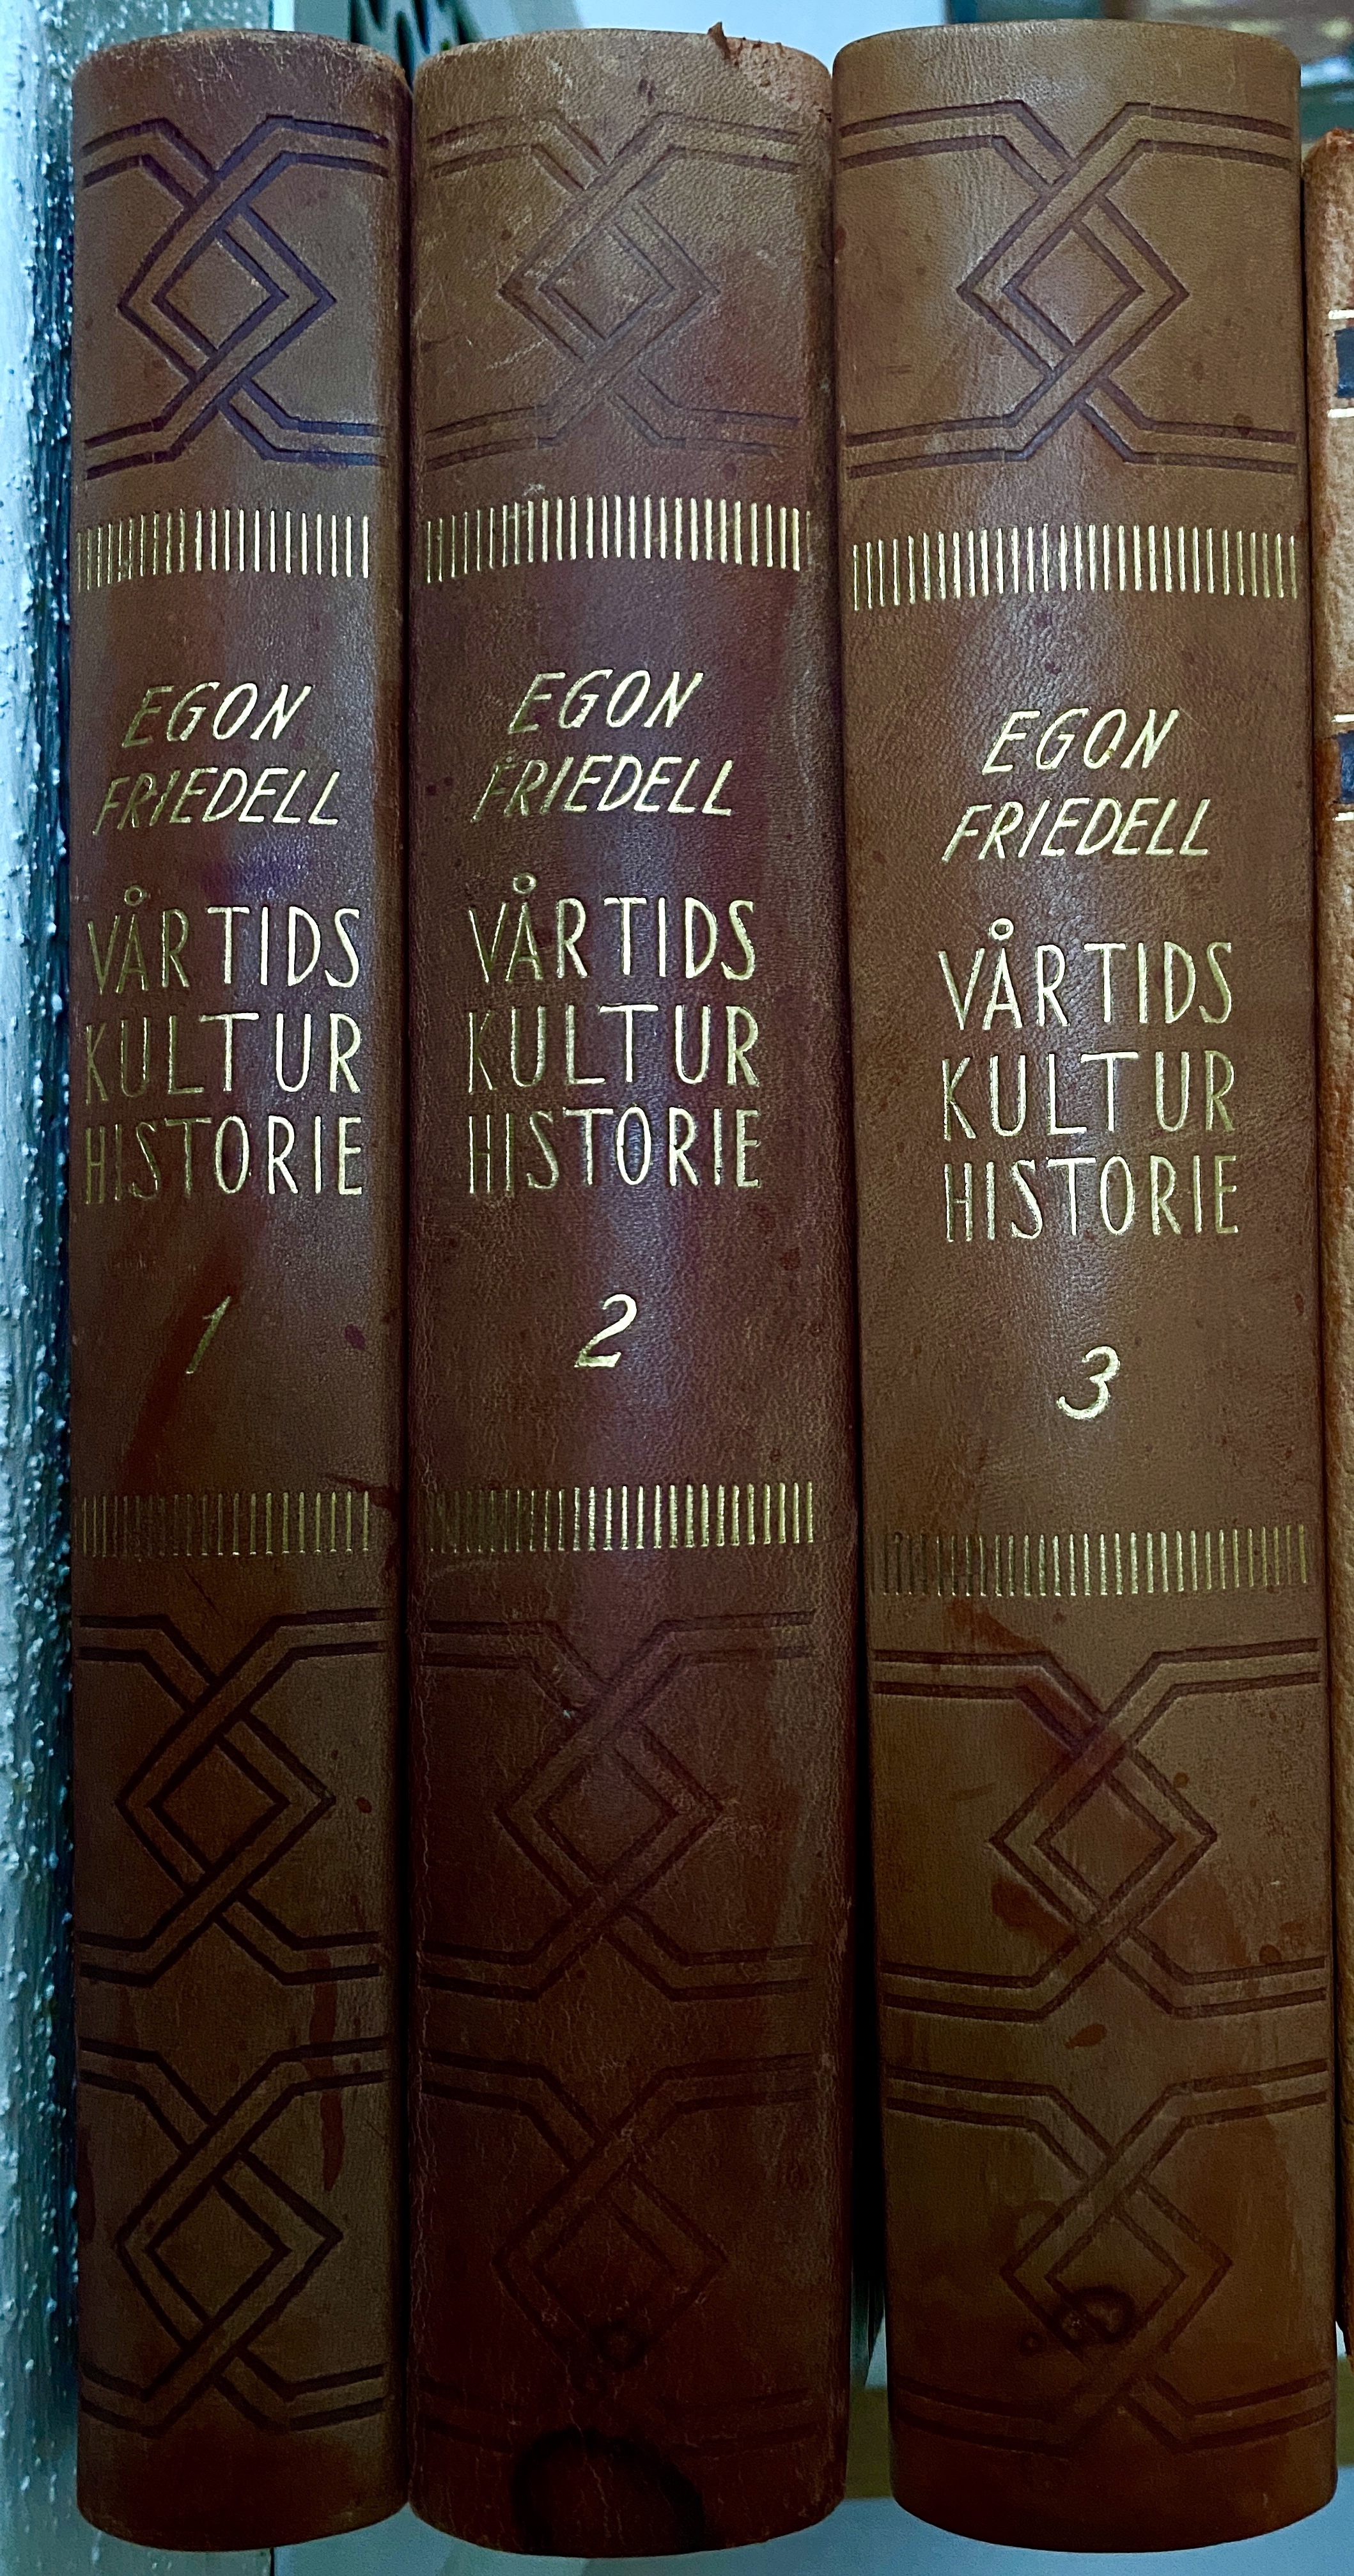 EGON
FRIEDELL
VÅR TIDS
KULTUR
HISTORIE
1
EGON
FRIEDELL
VÅR TIDS
KULTUR
HISTORIE
2
EGON
FRIEDELL
VÅR TIDS
KULTUR
HISTORIE
3